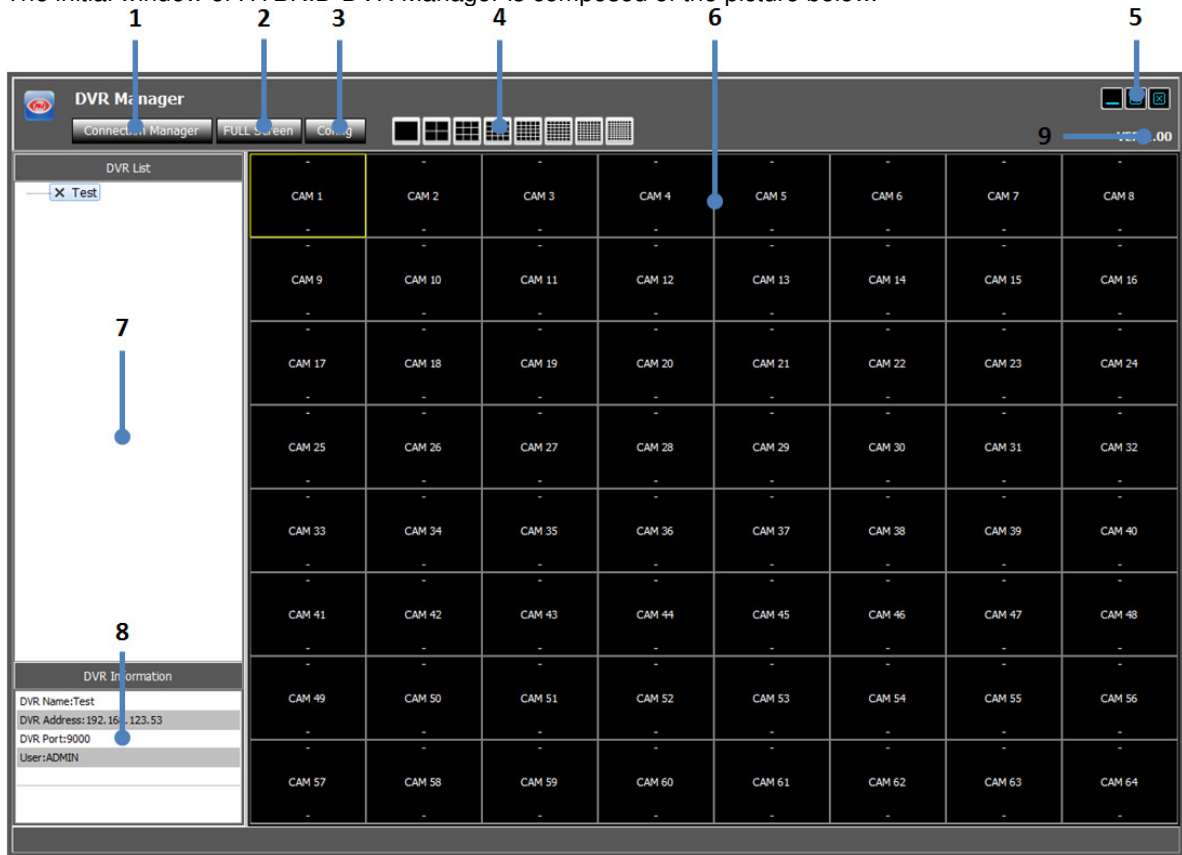 1 2 3 4 6 5
DVR Manager
Connection Manager FULL Screen Config
9
DVR List
Test
CAM 1 CAM 2 CAM 3 CAM 4 CAM 5 CAM 6 CAM 7 CAM 8
CAM 9 CAM 10 CAM 11 CAM 12 CAM 13 CAM 14 CAM 15 CAM 16
7
CAM 17 CAM 18 CAM 19 CAM 20 CAM 21 CAM 22 CAM 23 CAM 24
CAM 25 CAM 26 CAM 27 CAM 28 CAM 29 CAM 30 CAM 31 CAM 32
CAM 33 CAM 34 CAM 35 CAM 36 CAM 37 CAM 38 CAM 39 CAM 40
CAM 41 CAM 42 CAM 43 CAM 44 CAM 45 CAM 46 CAM 47 CAM 48
8
DVR Information
DVR Name:Test
DVR Address:192.168.123.53
DVR Port:9000
User:ADMIN
CAM 49 CAM 50 CAM 51 CAM 52 CAM 53 CAM 54 CAM 55 CAM 56
CAM 57 CAM 58 CAM 59 CAM 60 CAM 61 CAM 62 CAM 63 CAM 64